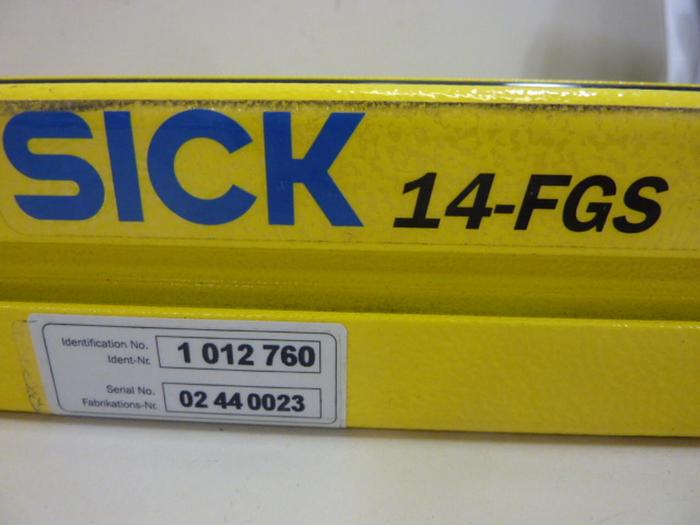 SICK 14-FGS
Identification No.
Ident-Nr. 1 012 760
Serial No.
Fabrikations-Nr. 02 44 0023